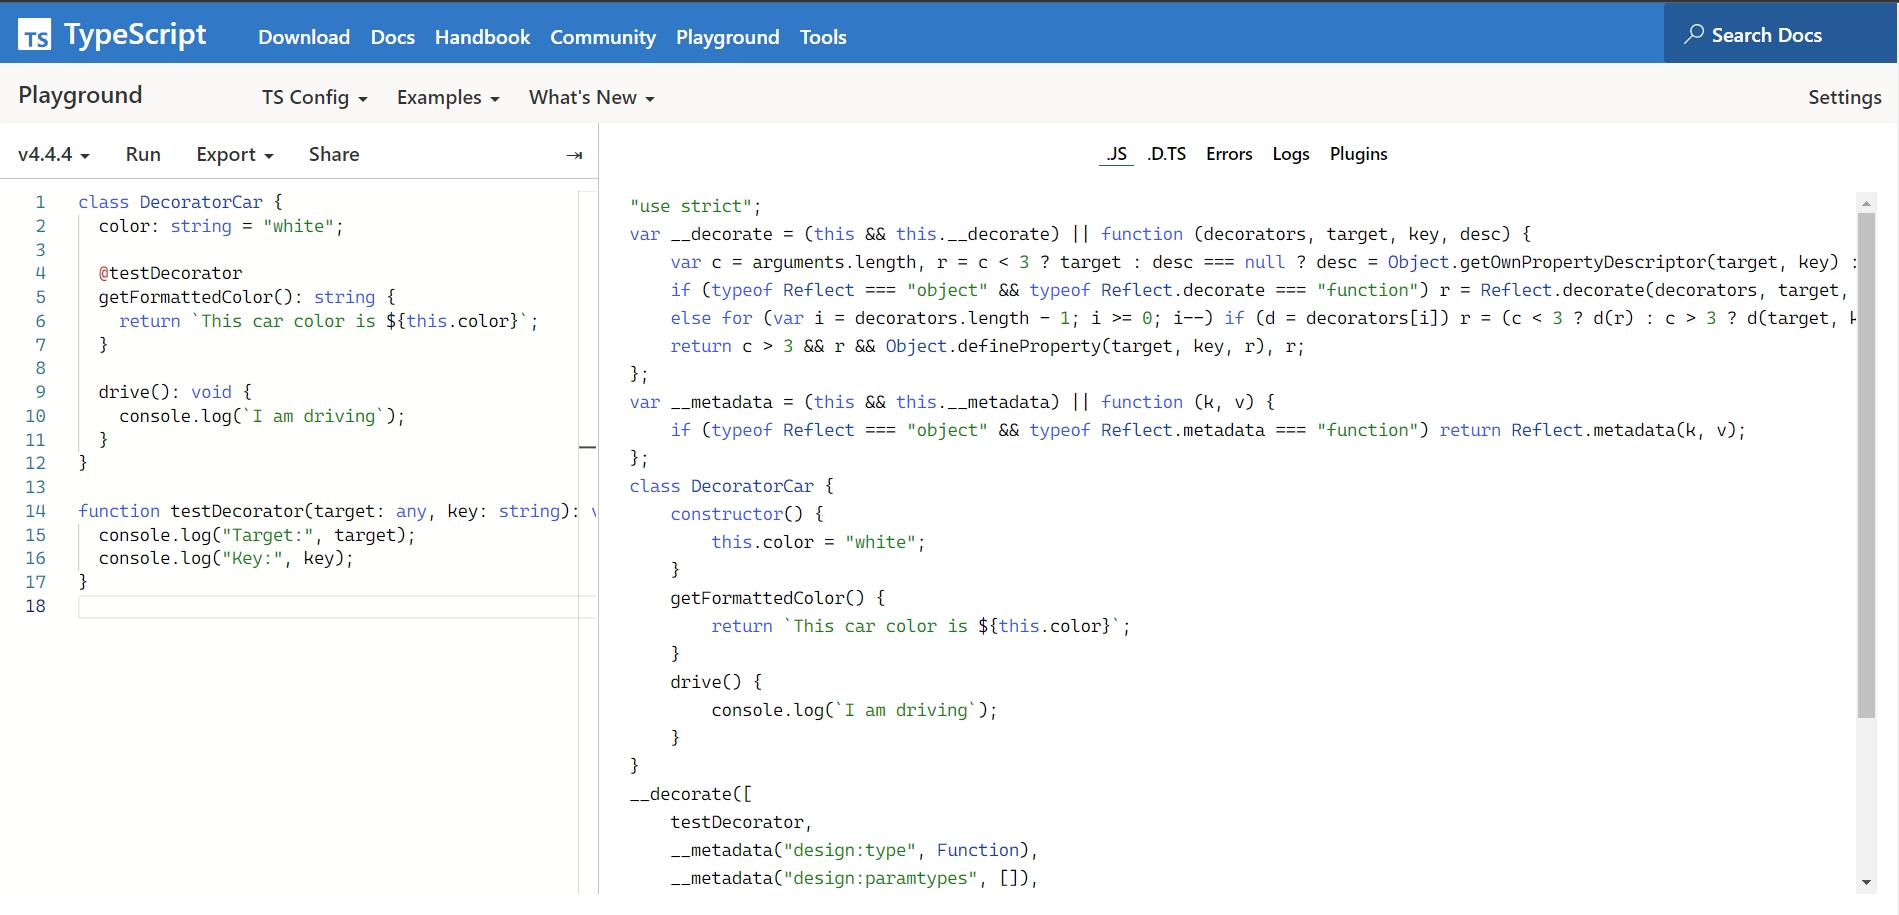 TS TypeScript Download Docs Handbook Community Playground Tools Search Docs
Playground TS Config Examples What's New Settings
v4.4.4 Run Export Share
.JS .D.TS Errors Logs Plugins
1 class DecoratorCar {
2 color: string = "white";
3
4 @testDecorator
5 getFormattedColor(): string {
6 return `This car color is ${this.color}`;
7 }
8
9 drive(): void {
10 console.log(`I am driving`);
11 }
12 }
13
14 function testDecorator(target: any, key: string):
15 console.log("Target:", target);
16 console.log("Key:", key);
17 }
18
"use strict";
var __decorate = (this && this.__decorate) || function (decorators, target, key, desc) {
var c = arguments.length, r = c < 3 ? target : desc === null ? desc = Object.getOwnPropertyDescriptor(target, key) :
if (typeof Reflect === "object" && typeof Reflect.decorate === "function") r = Reflect.decorate(decorators, target,
else for (var i = decorators.length - 1; i >= 0; i--) if (d = decorators[i]) r = (c < 3 ? d(r) : c > 3 ? d(target,
return c > 3 && r && Object.defineProperty(target, key, r), r;
};
var __metadata = (this && this.__metadata) || function (k, v) {
if (typeof Reflect === "object" && typeof Reflect.metadata === "function") return Reflect.metadata(k, v);
};
class DecoratorCar {
constructor() {
this.color = "white";
}
getFormattedColor() {
return `This car color is ${this.color}`;
}
drive() {
console.log(`I am driving`);
}
}
__decorate([
testDecorator,
__metadata("design:type", Function),
__metadata("design:paramtypes", []),